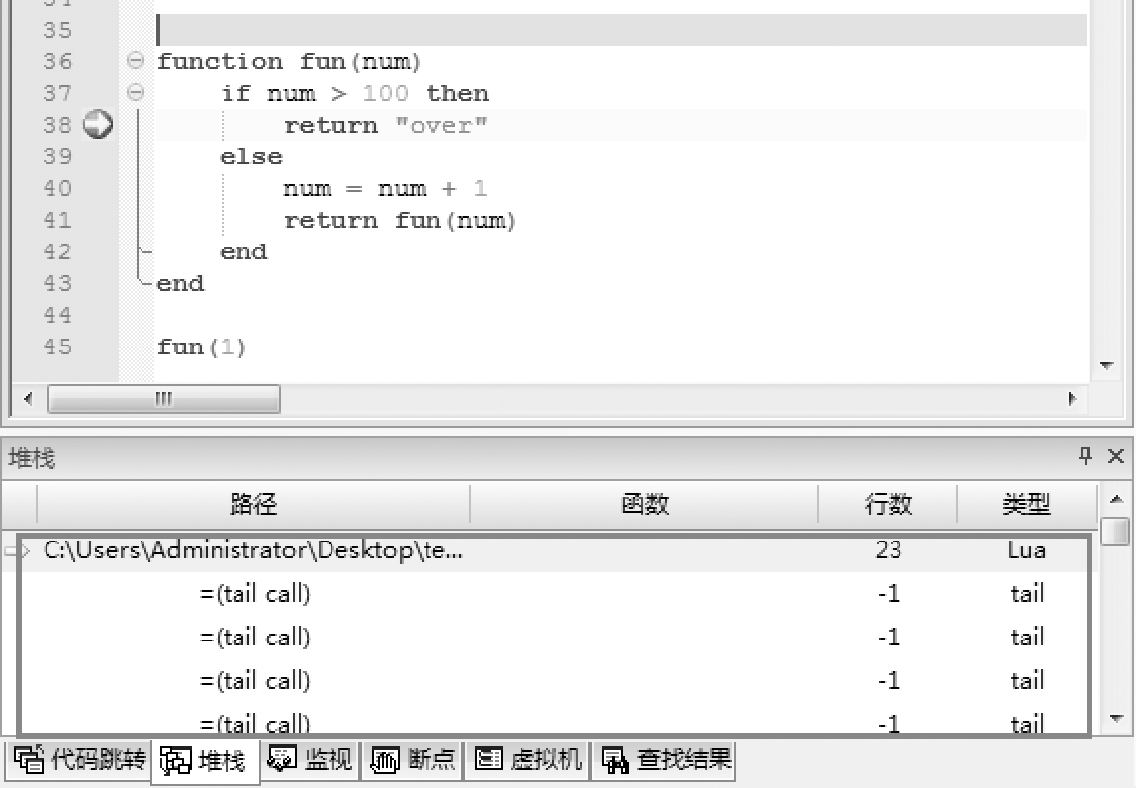 34
35
36 function fun(num)
37 if num > 100 then
38 return "over"
39 else
40 num = num + 1
41 return fun(num)
42 end
43 end
44
45 fun(1)
堆栈
路径 函数 行数 类型
C:\Users\Administrator\Desktop\te... 23 Lua
=(tail call) -1 tail
=(tail call) -1 tail
=(tail call) -1 tail
=(tail call) -1 tail
代码跳转 堆栈 监视 断点 虚拟机 查找结果